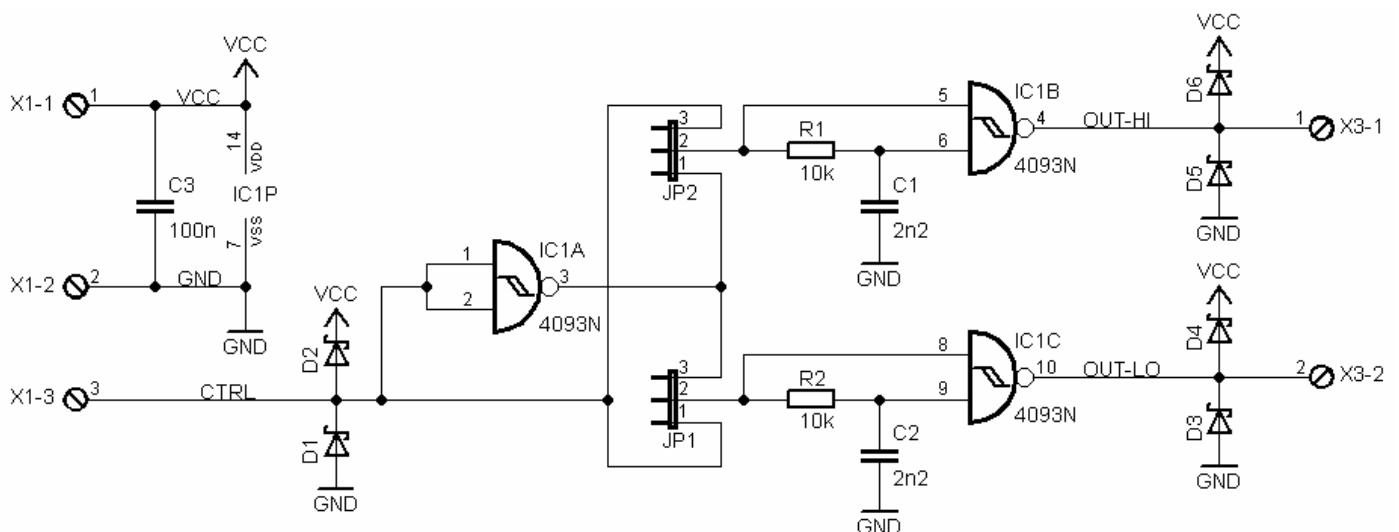 VCC
X1-1 1 VCC
14 VDD
C3 IC1P
100n
7 VSS
X1-2 2 GND
GND
VCC
D2
X1-3 3 CTRL
D1
GND
1 IC1A
3
2
4093N
3
2
1
JP2
3
2
1
JP1
5 IC1B
R1 4 OUT-HI
6
10k 4093N
C1
2n2
GND
8 IC1C
R2 10 OUT-LO
9
10k 4093N
C2
2n2
GND
VCC
D6
1 X3-1
D5
GND
VCC
D4
2 X3-2
D3
GND